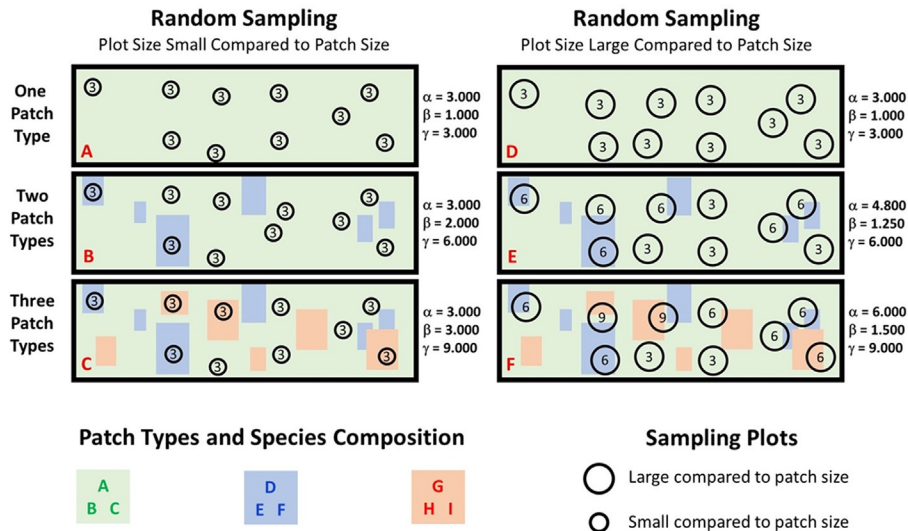 Random Sampling
Plot Size Small Compared to Patch Size
Random Sampling
Plot Size Large Compared to Patch Size
One
Patch
Type
3 3 3 3 3
3
3 3 3 3
A
α = 3.000
β = 1.000
γ = 3.000
3 3 3 3 3
3
3 3 3 3
D
α = 3.000
β = 1.000
γ = 3.000
Two
Patch
Types
3 3 3 3 3
3 3
3 3 3
B
α = 3.000
β = 2.000
γ = 6.000
6 6 6 3 6
6
6 3 3 3
E
α = 4.800
β = 1.250
γ = 6.000
Three
Patch
Types
3 3 3 3 3
3
3 3 3 3
C
α = 3.000
β = 3.000
γ = 9.000
6 9 9 6 6
6
6 3 3 6
F
α = 6.000
β = 1.500
γ = 9.000
Patch Types and Species Composition
A
B C
D
E F
G
H I
Sampling Plots
Large compared to patch size
Small compared to patch size